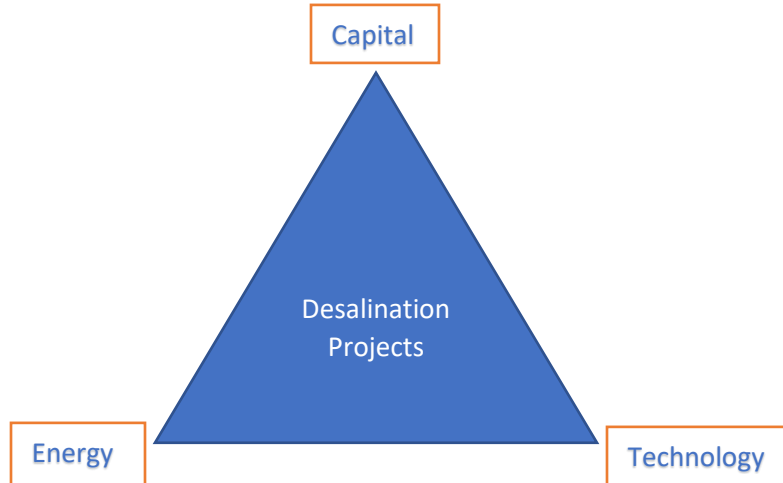 Capital
Desalination
Projects
Energy
Technology